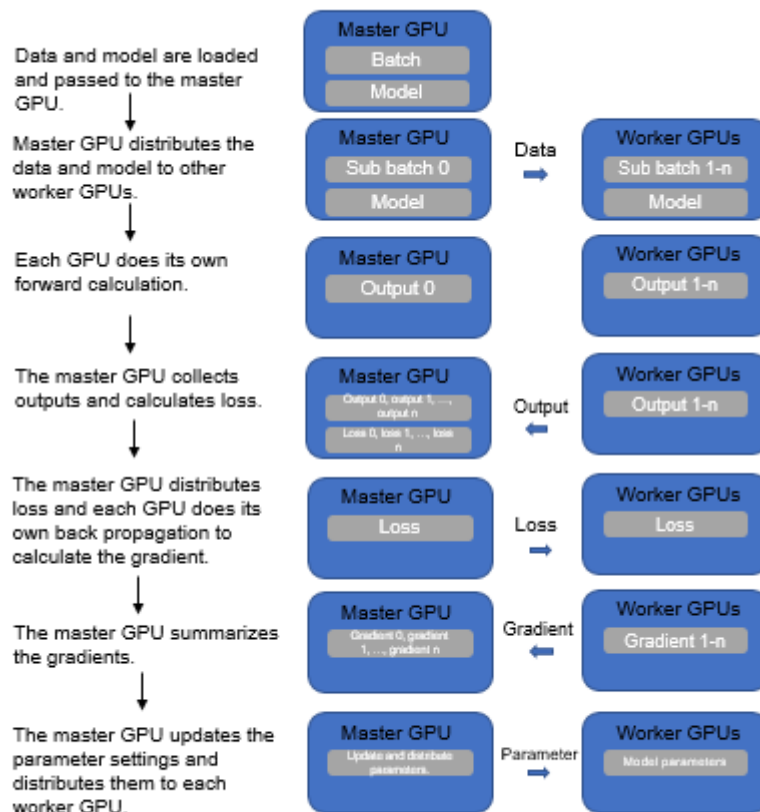 Data and model are loaded
and passed to the master
GPU.
Master GPU
Batch
Model
Master GPU distributes the
data and model to other
worker GPUs.
Master GPU
Sub batch 0
Model
Data
Worker GPUs
Sub batch 1-n
Model
Each GPU does its own
forward calculation.
Master GPU
Output 0
Worker GPUs
Output 1-n
The master GPU collects
outputs and calculates loss.
Master GPU
Output 0, output 1, ...,
output n
Loss 0, loss 1, ..., loss
n
Output
Worker GPUs
Output 1-n
The master GPU distributes
loss and each GPU does its
own back propagation to
calculate the gradient.
Master GPU
Loss
Loss
Worker GPUs
Loss
The master GPU summarizes
the gradients.
Master GPU
Gradient 0, gradient
1, ..., gradient n
Gradient
Worker GPUs
Gradient 1-n
The master GPU updates the
parameter settings and
distributes them to each
worker GPU.
Master GPU
Update and distribute
parameters.
Parameter
Worker GPUs
Model parameters